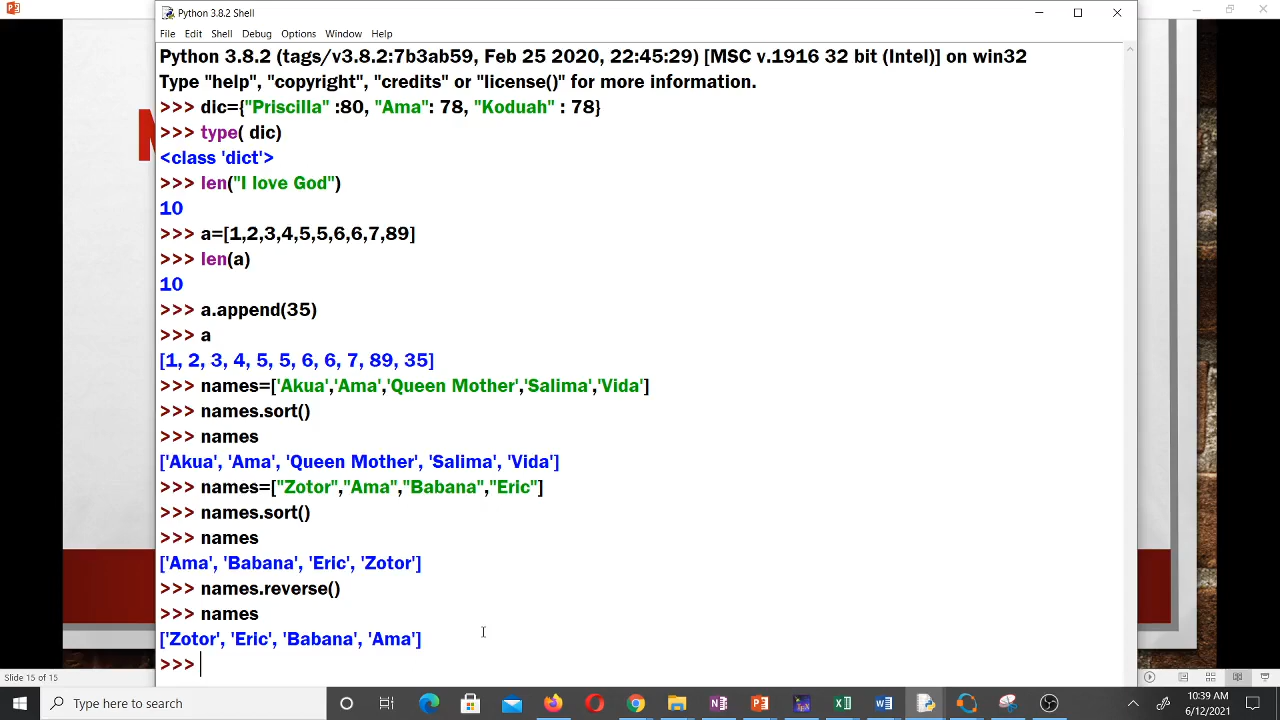 Python 3.8.2 Shell
File Edit Shell Debug Options Window Help
Python 3.8.2 (tags/v3.8.2:7b3ab59, Feb 25 2020, 22:45:29) [MSC v.1916 32 bit (Intel)] on win32
Type "help", "copyright", "credits" or "license()" for more information.
>>> dic={"Priscilla" :80, "Ama": 78, "Koduah" : 78}
>>> type( dic)
<class 'dict'>
>>> len("I love God")
10
>>> a=[1,2,3,4,5,5,6,6,7,89]
>>> len(a)
10
>>> a.append(35)
>>> a
[1, 2, 3, 4, 5, 5, 6, 6, 7, 89, 35]
>>> names=['Akua','Ama','Queen Mother','Salima','Vida']
>>> names.sort()
>>> names
['Akua', 'Ama', 'Queen Mother', 'Salima', 'Vida']
>>> names=["Zotor","Ama","Babana","Eric"]
>>> names.sort()
>>> names
['Ama', 'Babana', 'Eric', 'Zotor']
>>> names.reverse()
>>> names
['Zotor', 'Eric', 'Babana', 'Ama']
>>>
Slide 15 of 15
Type here to search
10:39 AM
6/12/2021